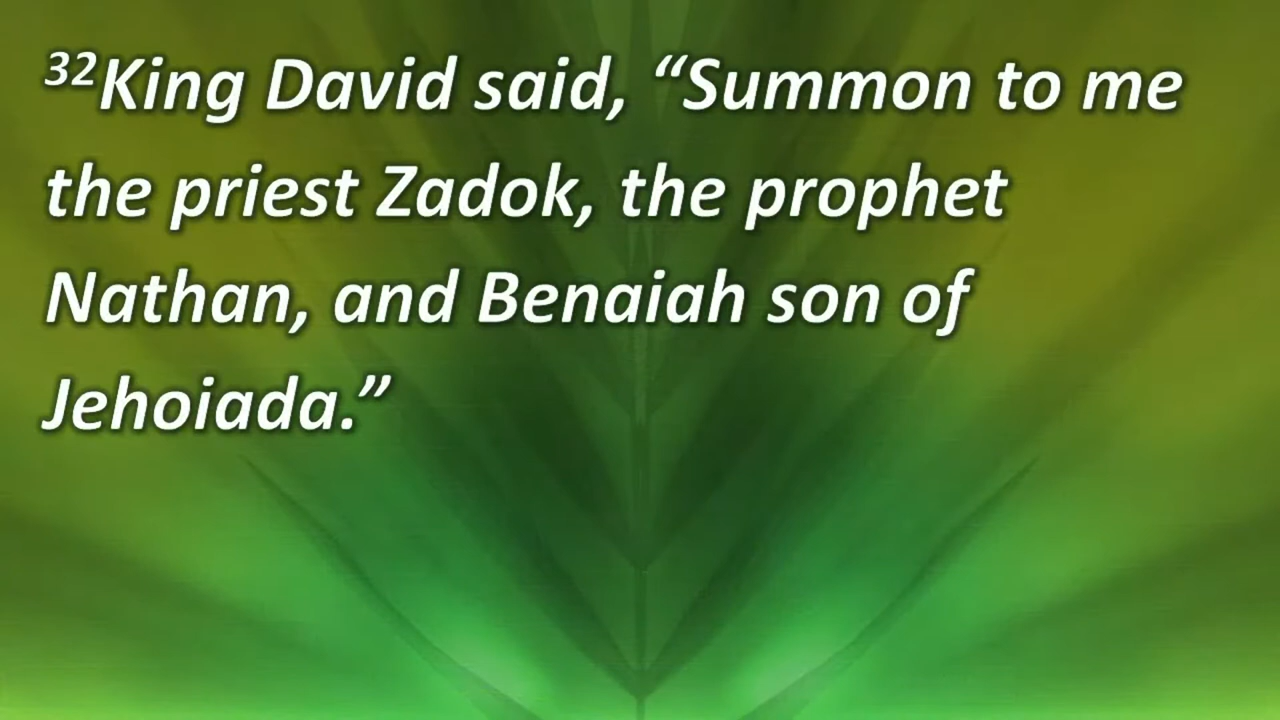 ³²King David said, “Summon to me
the priest Zadok, the prophet
Nathan, and Benaiah son of
Jehoiada.”